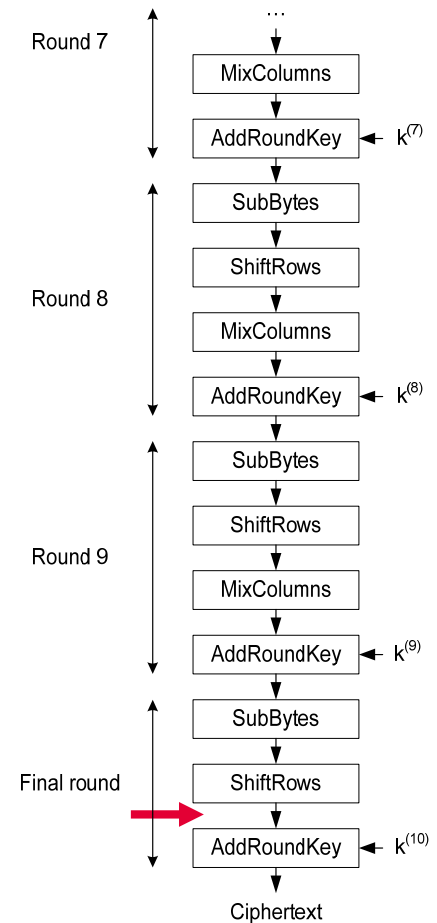 ...
Round 7
MixColumns
AddRoundKey
k(7)
SubBytes
ShiftRows
Round 8
MixColumns
AddRoundKey
k(8)
SubBytes
ShiftRows
Round 9
MixColumns
AddRoundKey
k(9)
SubBytes
Final round
ShiftRows
AddRoundKey
k(10)
Ciphertext